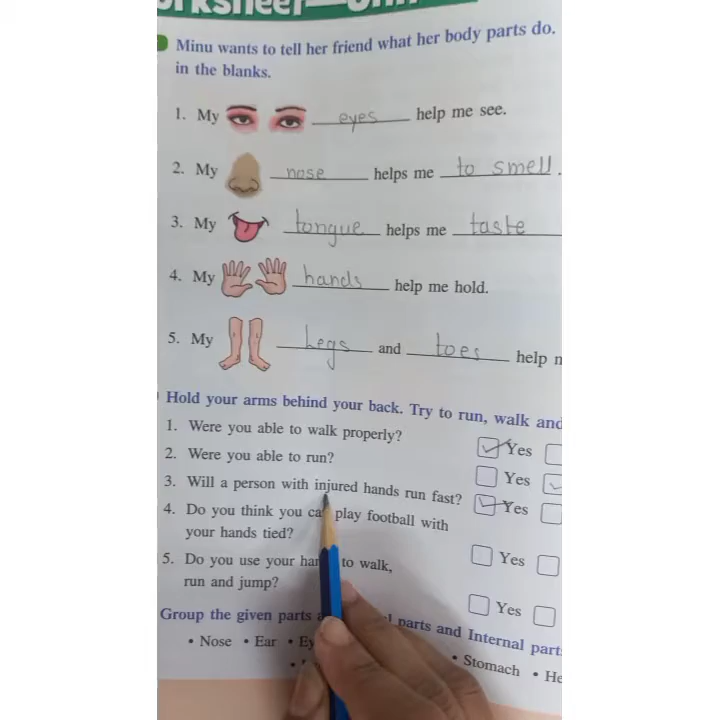 Minu wants to tell her friend what her body parts do.
in the blanks.
1. My eyes help me see.
2. My nose helps me to smell.
3. My tongue helps me taste
4. My hands help me hold.
5. My legs and toes help
Hold your arms behind your back. Try to run, walk and
1. Were you able to walk properly? Yes
2. Were you able to run? Yes
3. Will a person with injured hands run fast? Yes
4. Do you think you play football with
your hands tied? Yes
5. Do you use your to walk,
run and jump? Yes
Group the given parts parts and Internal
• Nose • Ear • • Stomach •